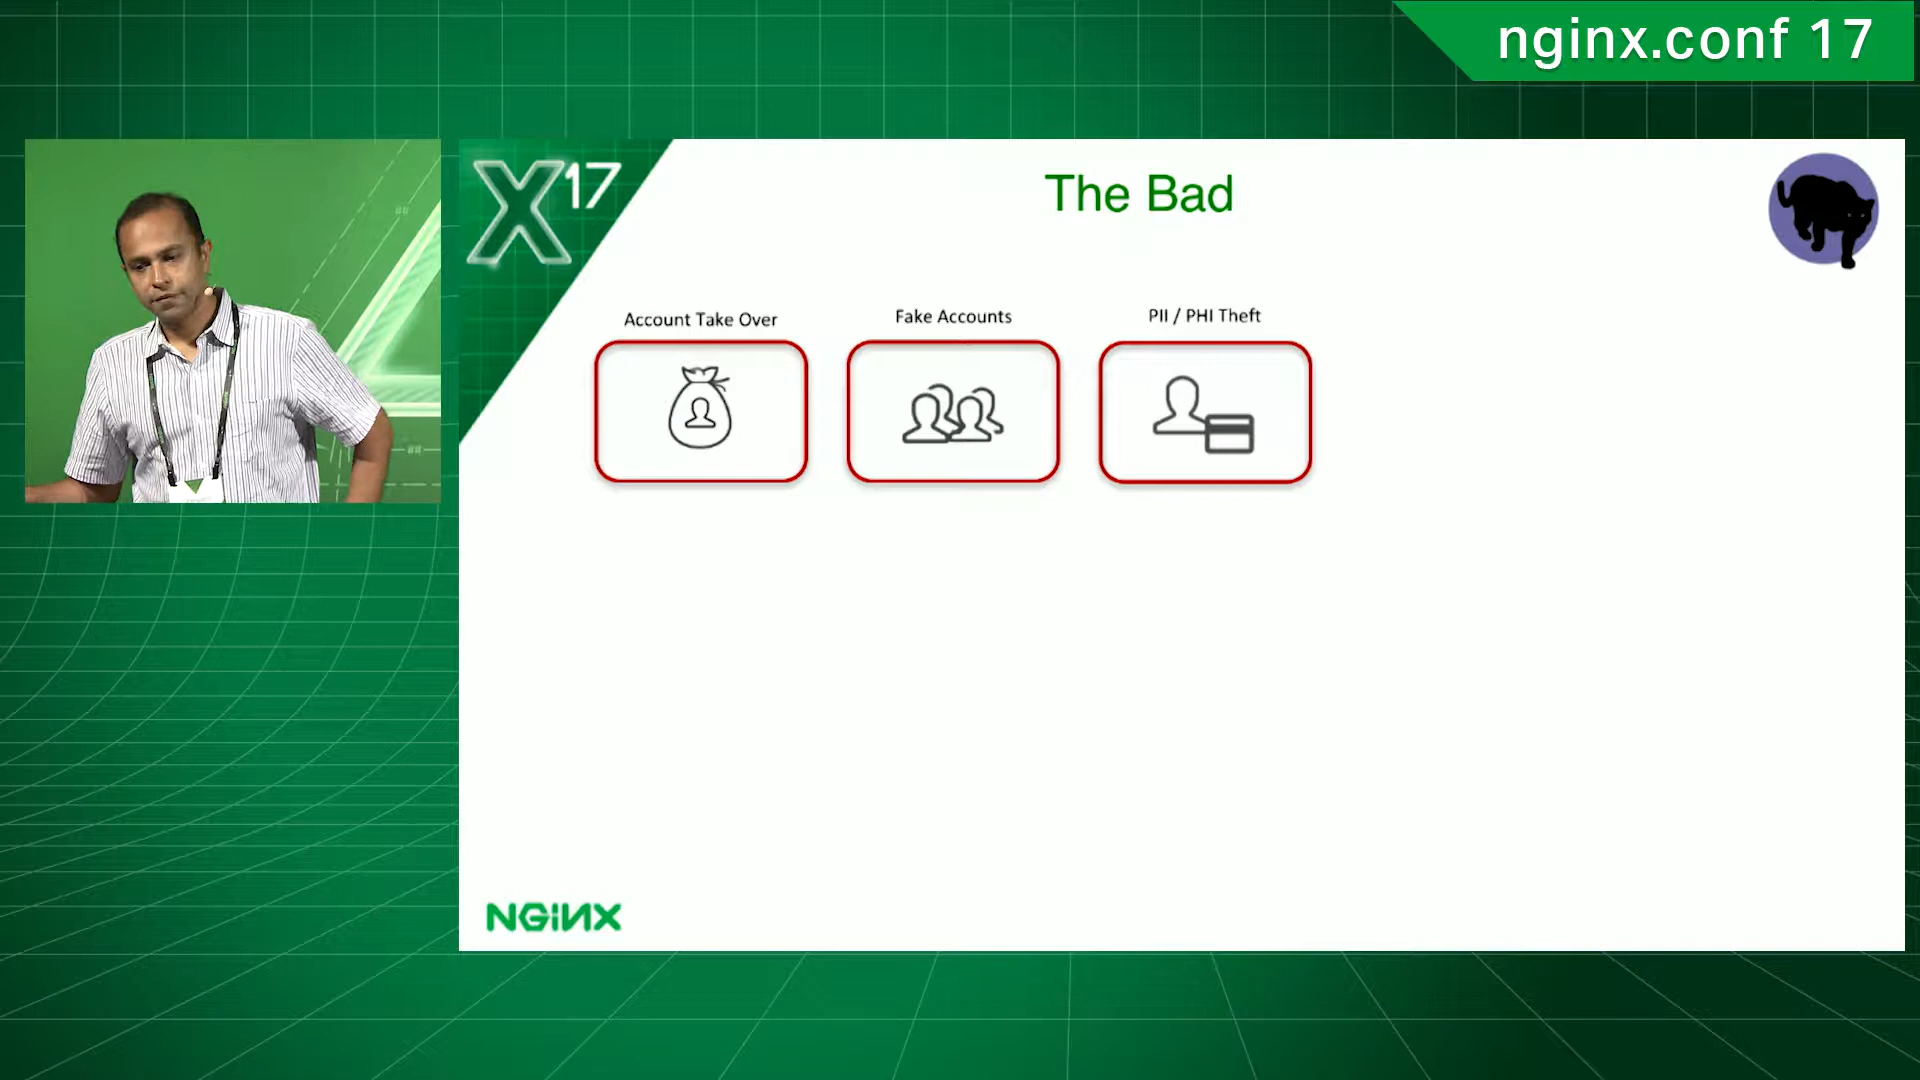 nginx.conf 17
X17
The Bad
Account Take Over
Fake Accounts
PII / PHI Theft
NGINX